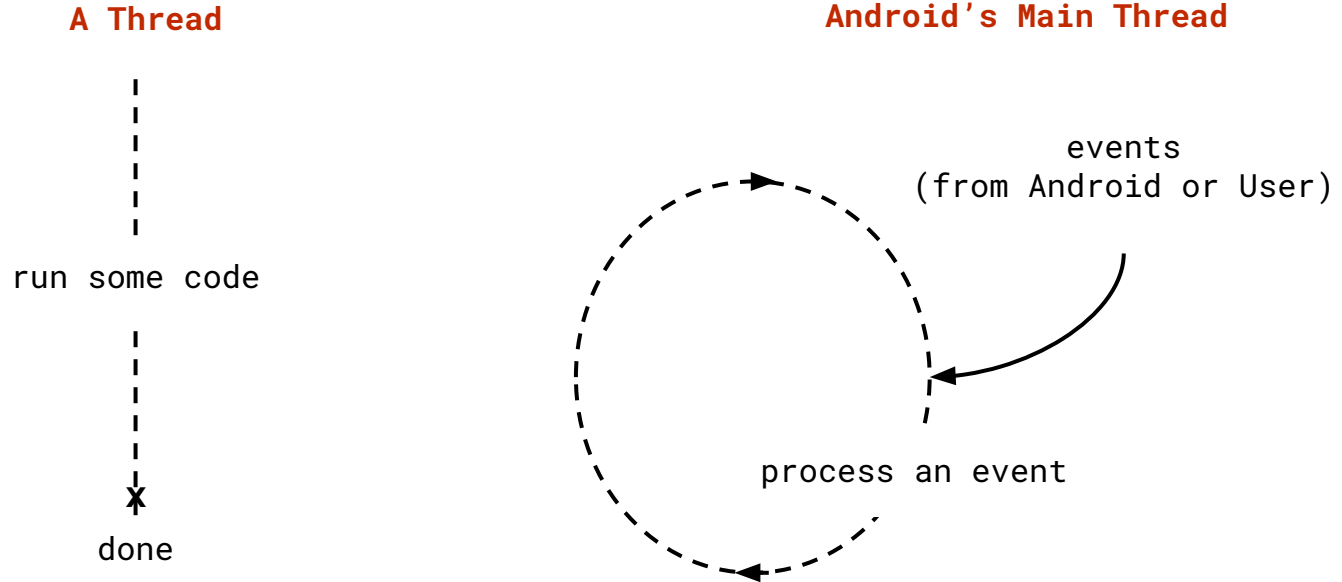 A Thread
run some code
x
done
Android’s Main Thread
events
(from Android or User)
process an event